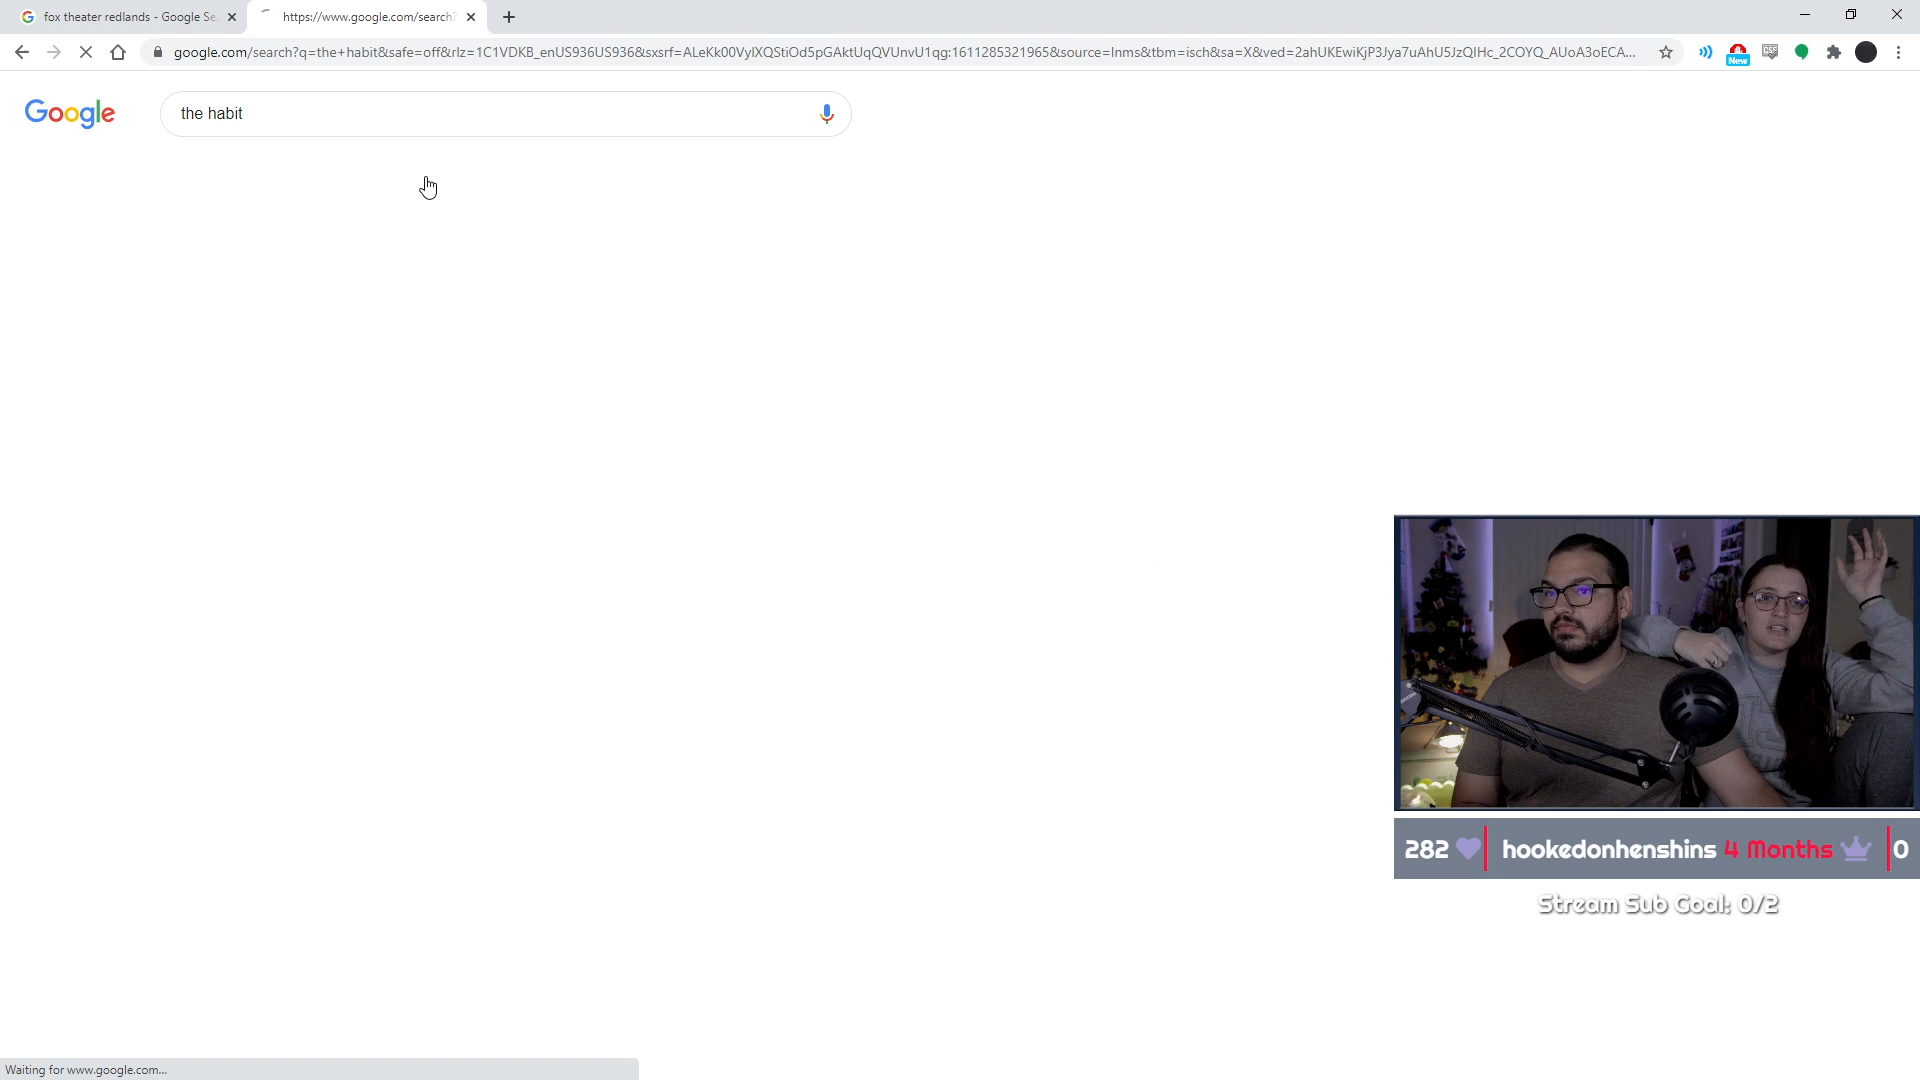 fox theater redlands - Google Se
https://www.google.com/search?
google.com/search?q=the+habit&safe=off&rlz=1C1VDKB_enUS936US936&sxsrf=ALeKk00VyIXQStiOd5pGAktUqQVUnvU1qg:1611285321965&source=lnms&tbm=isch&sa=X&ved=2ahUKEwiKjP3Jya7uAhU5JzQIHc_2COYQ_AUoA3oECA...
New
CSS
Google
the habit
282
hookedonhenshins 4 Months
0
Stream Sub Goal: 0/2
Waiting for www.google.com...